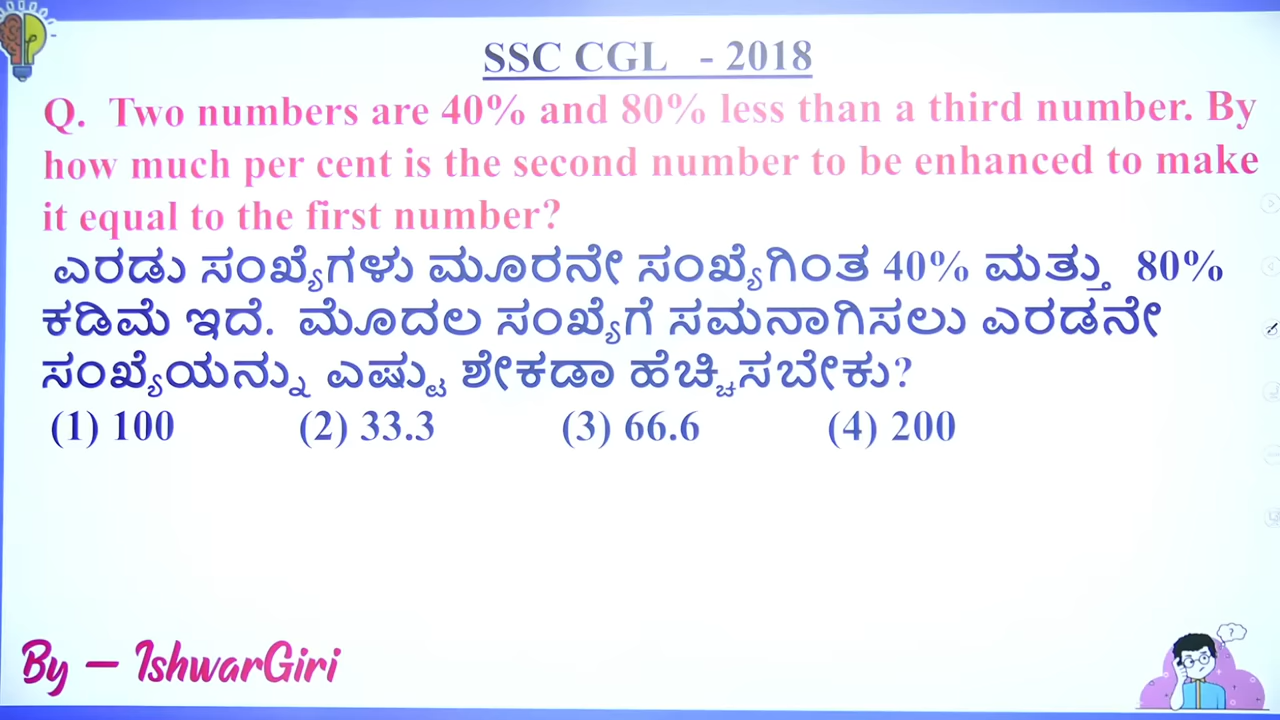 SSC CGL - 2018
Q. Two numbers are 40% and 80% less than a third number. By
how much per cent is the second number to be enhanced to make
it equal to the first number?
ಎರಡು ಸಂಖ್ಯೆಗಳು ಮೂರನೇ ಸಂಖ್ಯೆಗಿಂತ 40% ಮತ್ತು 80%
ಕಡಿಮೆ ಇದೆ. ಮೊದಲ ಸಂಖ್ಯೆಗೆ ಸಮನಾಗಿಸಲು ಎರಡನೇ
ಸಂಖ್ಯೆಯನ್ನು ಎಷ್ಟು ಶೇಕಡಾ ಹೆಚ್ಚಿಸಬೇಕು?
(1) 100 (2) 33.3 (3) 66.6 (4) 200
By - IshwarGiri
?